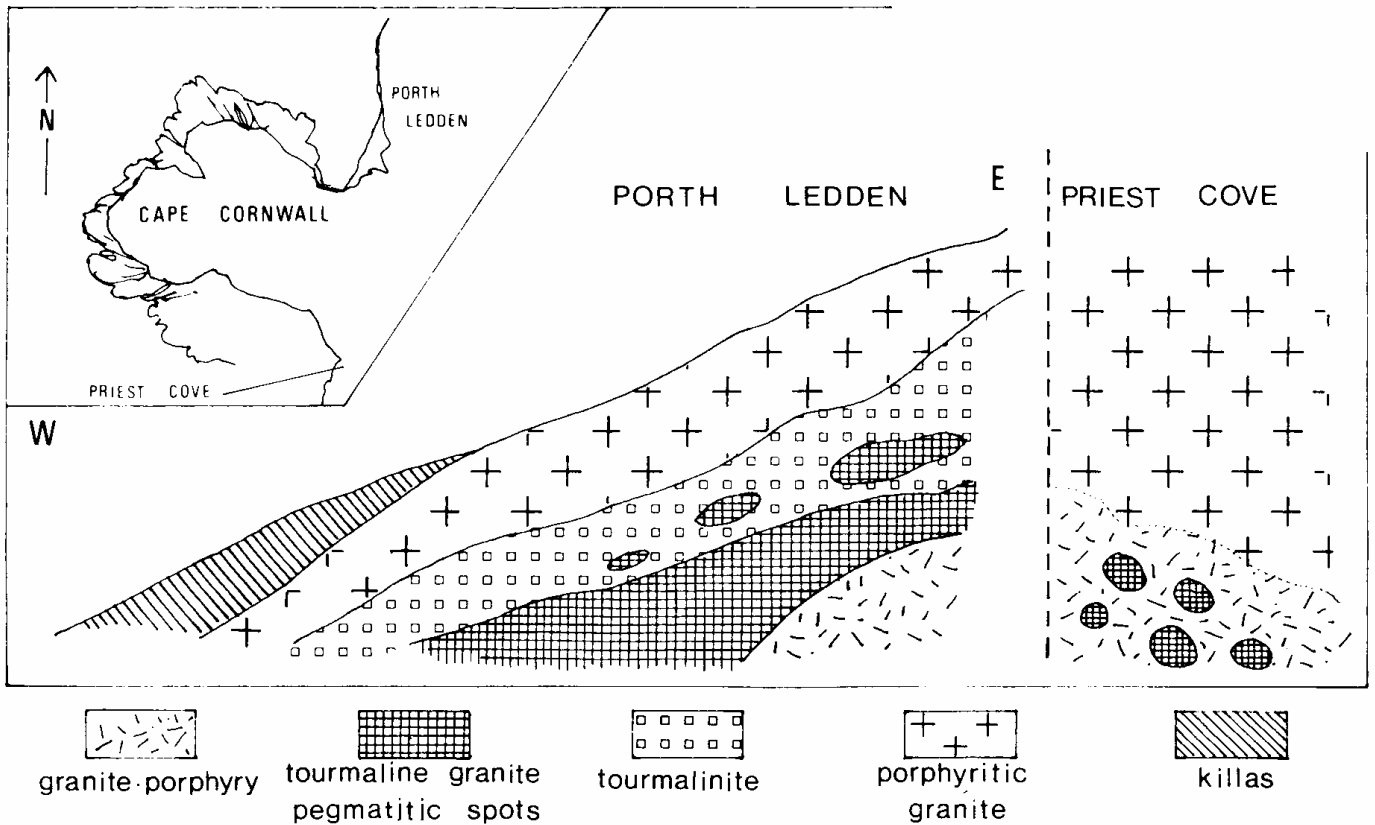 N
PORTH
LEDDEN
CAPE CORNWALL
PRIEST COVE
W
PORTH LEDDEN
E
PRIEST COVE
granite-porphyry
tourmaline granite
pegmatitic spots
tourmalinite
porphyritic
granite
killas